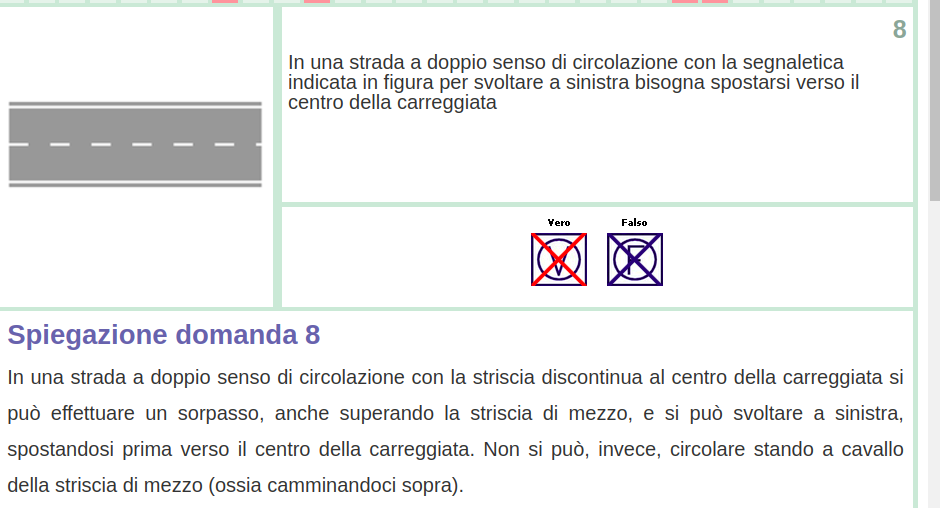 8
In una strada a doppio senso di circolazione con la segnaletica
indicata in figura per svoltare a sinistra bisogna spostarsi verso il
centro della carreggiata
Vero Falso
V F
Spiegazione domanda 8
In una strada a doppio senso di circolazione con la striscia discontinua al centro della carreggiata si
può effettuare un sorpasso, anche superando la striscia di mezzo, e si può svoltare a sinistra,
spostandosi prima verso il centro della carreggiata. Non si può, invece, circolare stando a cavallo
della striscia di mezzo (ossia camminandoci sopra).